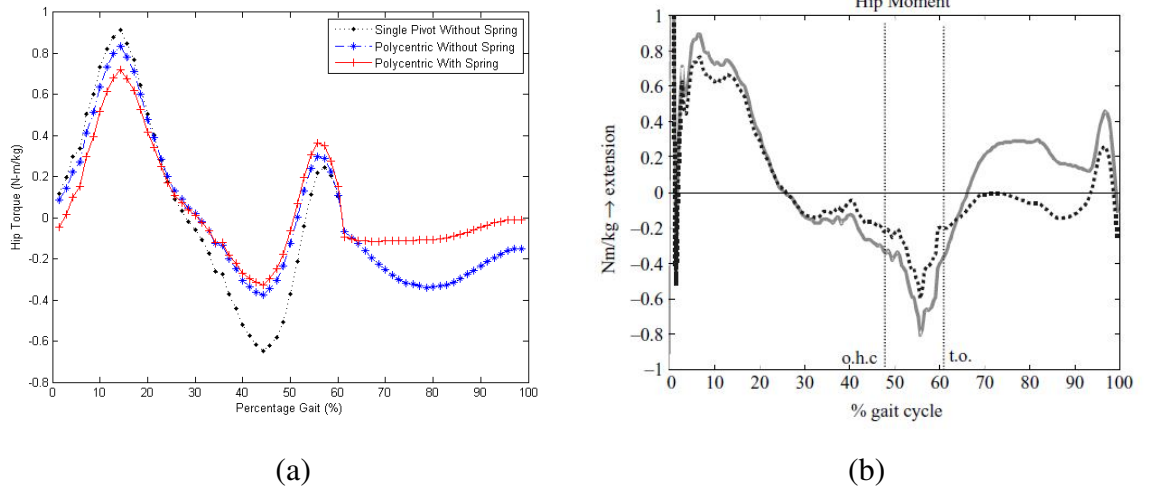 1
0.8
0.6
0.4
0.2
0
-0.2
-0.4
-0.6
-0.8
Hip Torque (N-m/kg)
0 10 20 30 40 50 60 70 80 90 100
Percentage Gait (%)
Single Pivot Without Spring
Polycentric Without Spring
Polycentric With Spring
(a)
Hip Moment
1
0.8
0.6
0.4
0.2
0
−0.2
−0.4
−0.6
−0.8
−1
Nm/kg → extension
o.h.c
t.o.
0 10 20 30 40 50 60 70 80 90 100
% gait cycle
(b)